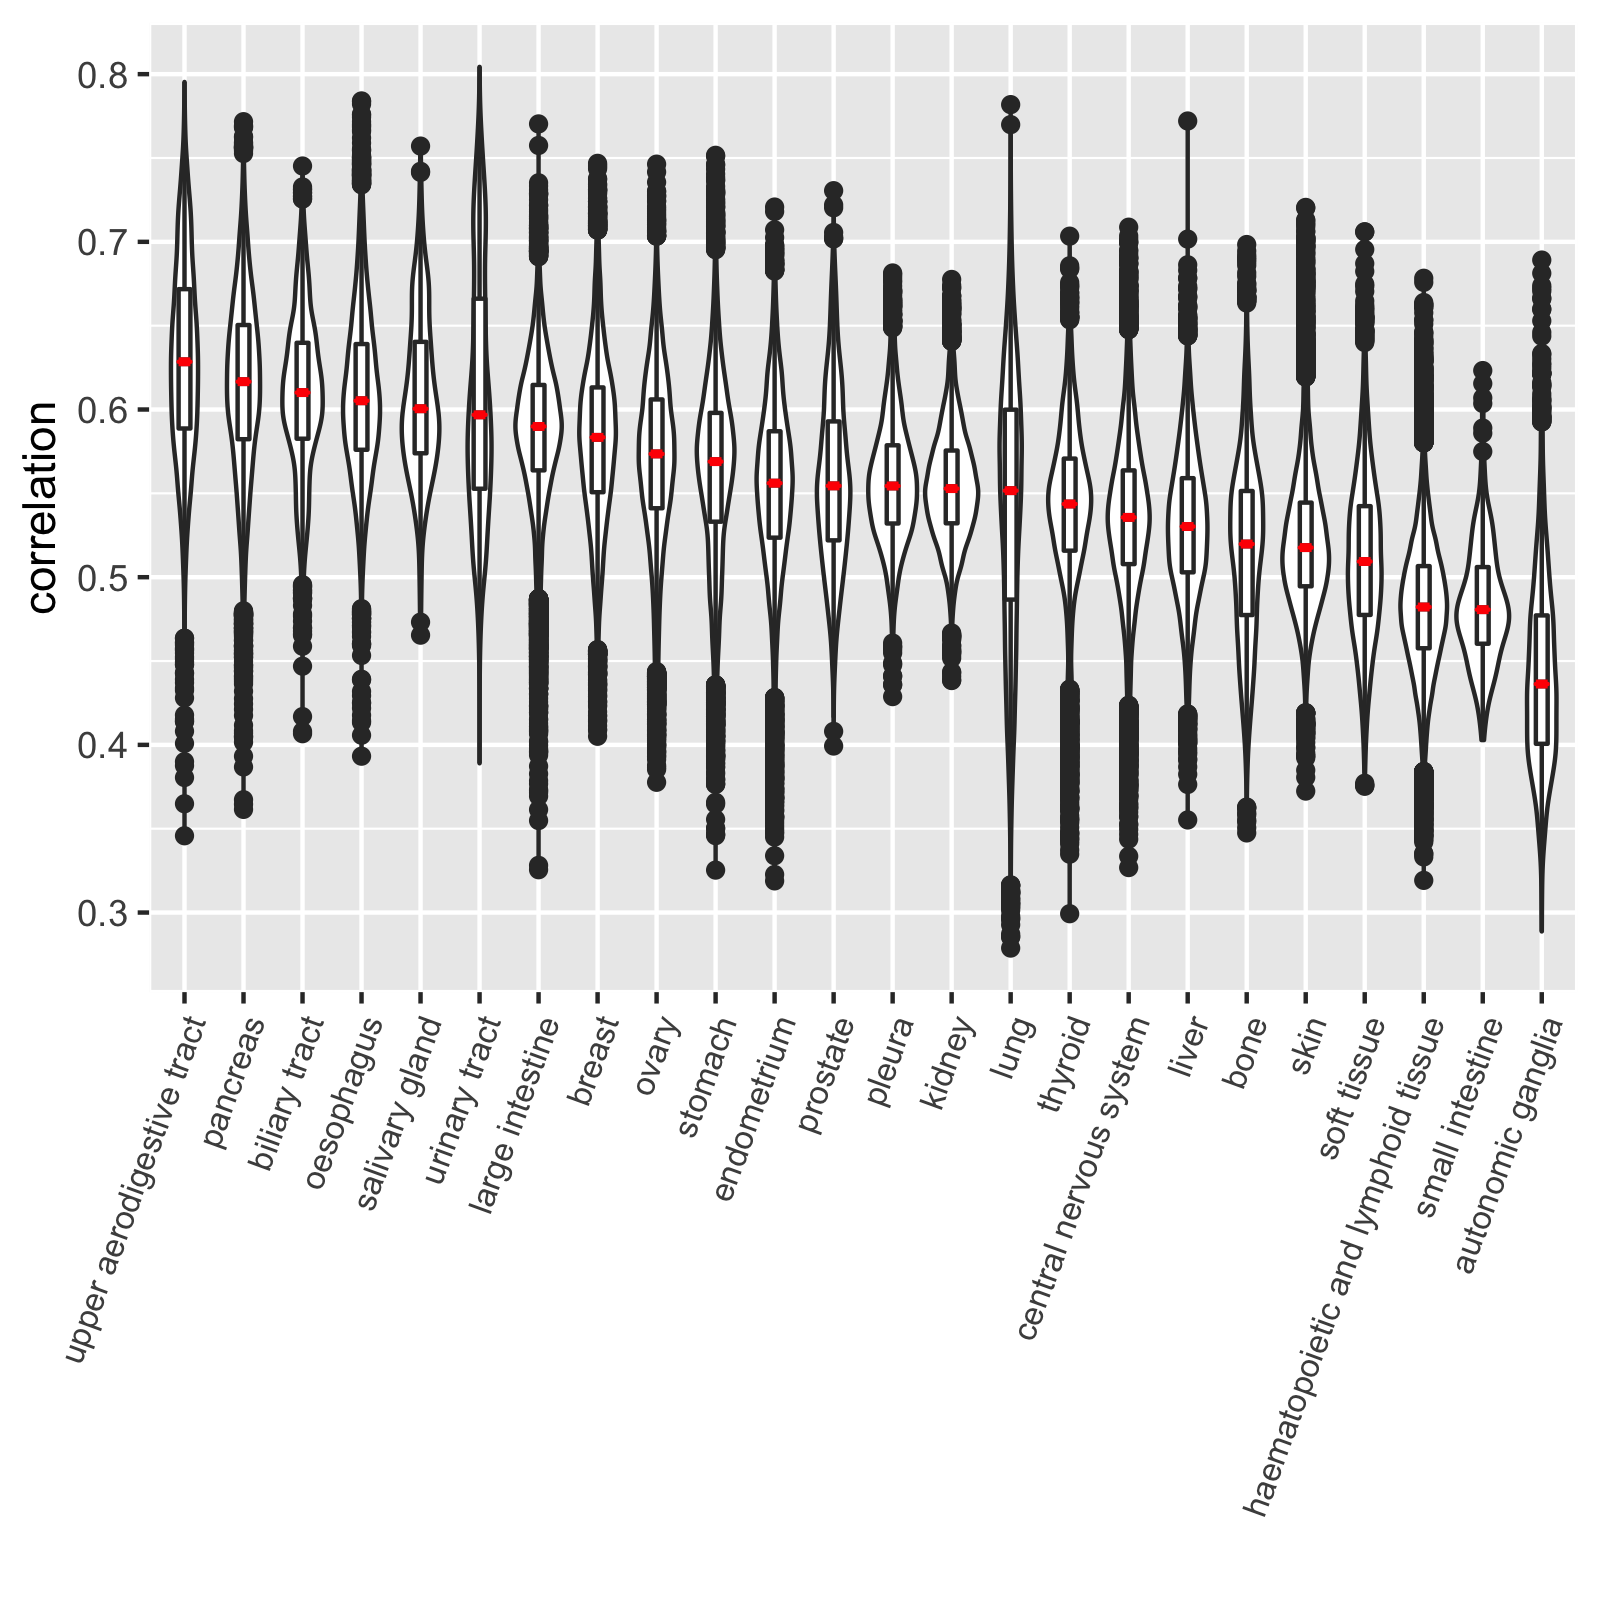 correlation
0.8
0.7
0.6
0.5
0.4
0.3
upper aerodigestive tract
pancreas
biliary tract
oesophagus
salivary gland
urinary tract
large intestine
breast
ovary
stomach
endometrium
prostate
pleura
kidney
lung
thyroid
central nervous system
liver
bone
skin
soft tissue
haematopoietic and lymphoid tissue
small intestine
autonomic ganglia